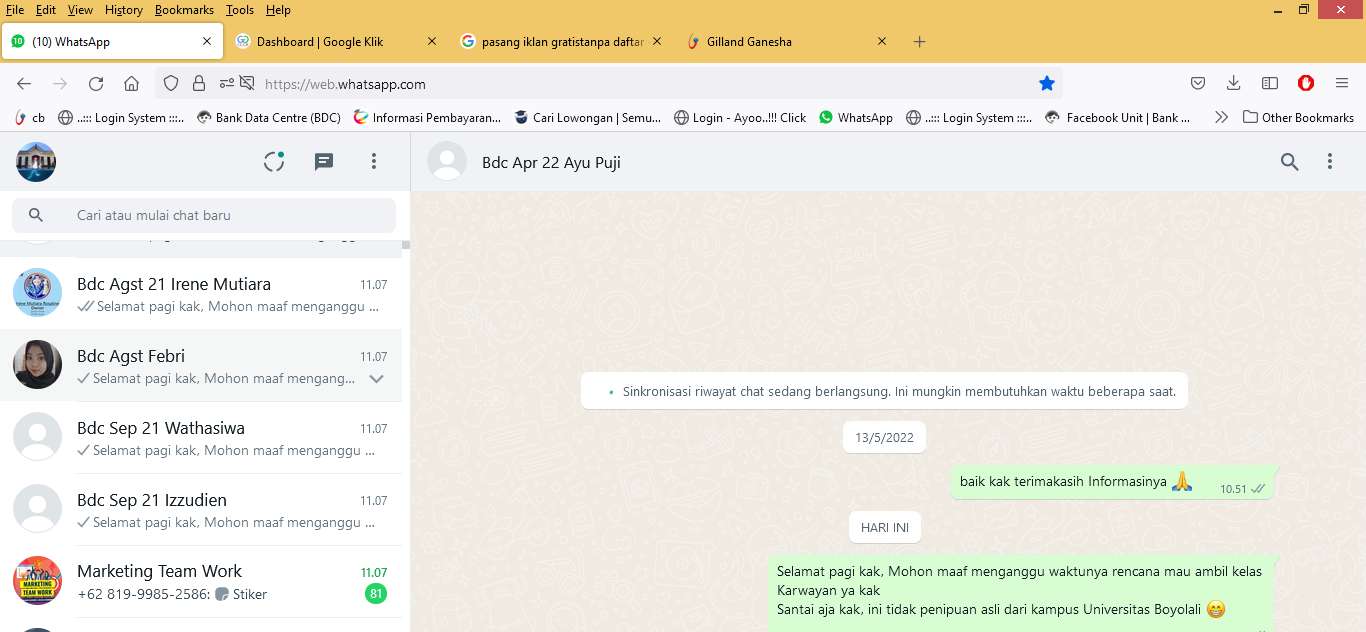 File Edit View History Bookmarks Tools Help
(10) WhatsApp
Dashboard | Google Klik
pasang iklan gratistanpa daftar
Gilland Ganesha
https://web.whatsapp.com
cb
..::: Login System :::..
Bank Data Centre (BDC)
Informasi Pembayaran...
Cari Lowongan | Semu...
Login - Ayoo..!!! Click
WhatsApp
..::: Login System :::..
Facebook Unit | Bank ...
Other Bookmarks
Bdc Apr 22 Ayu Puji
Cari atau mulai chat baru
Bdc Agst 21 Irene Mutiara 11.07
Selamat pagi kak, Mohon maaf menganggu ...
Bdc Agst Febri 11.07
Selamat pagi kak, Mohon maaf mengang...
Bdc Sep 21 Wathasiwa 11.07
Selamat pagi kak, Mohon maaf menganggu ...
Bdc Sep 21 Izzudien 11.07
Selamat pagi kak, Mohon maaf menganggu ...
Marketing Team Work 11.07
+62 819-9985-2586: Stiker 81
MARKETING
TEAM WORK
Sinkronisasi riwayat chat sedang berlangsung. Ini mungkin membutuhkan waktu beberapa saat.
13/5/2022
baik kak terimakasih Informasinya 🙏 10.51
HARI INI
Selamat pagi kak, Mohon maaf menganggu waktunya rencana mau ambil kelas
Karwayan ya kak
Santai aja kak, ini tidak penipuan asli dari kampus Universitas Boyolali 😁